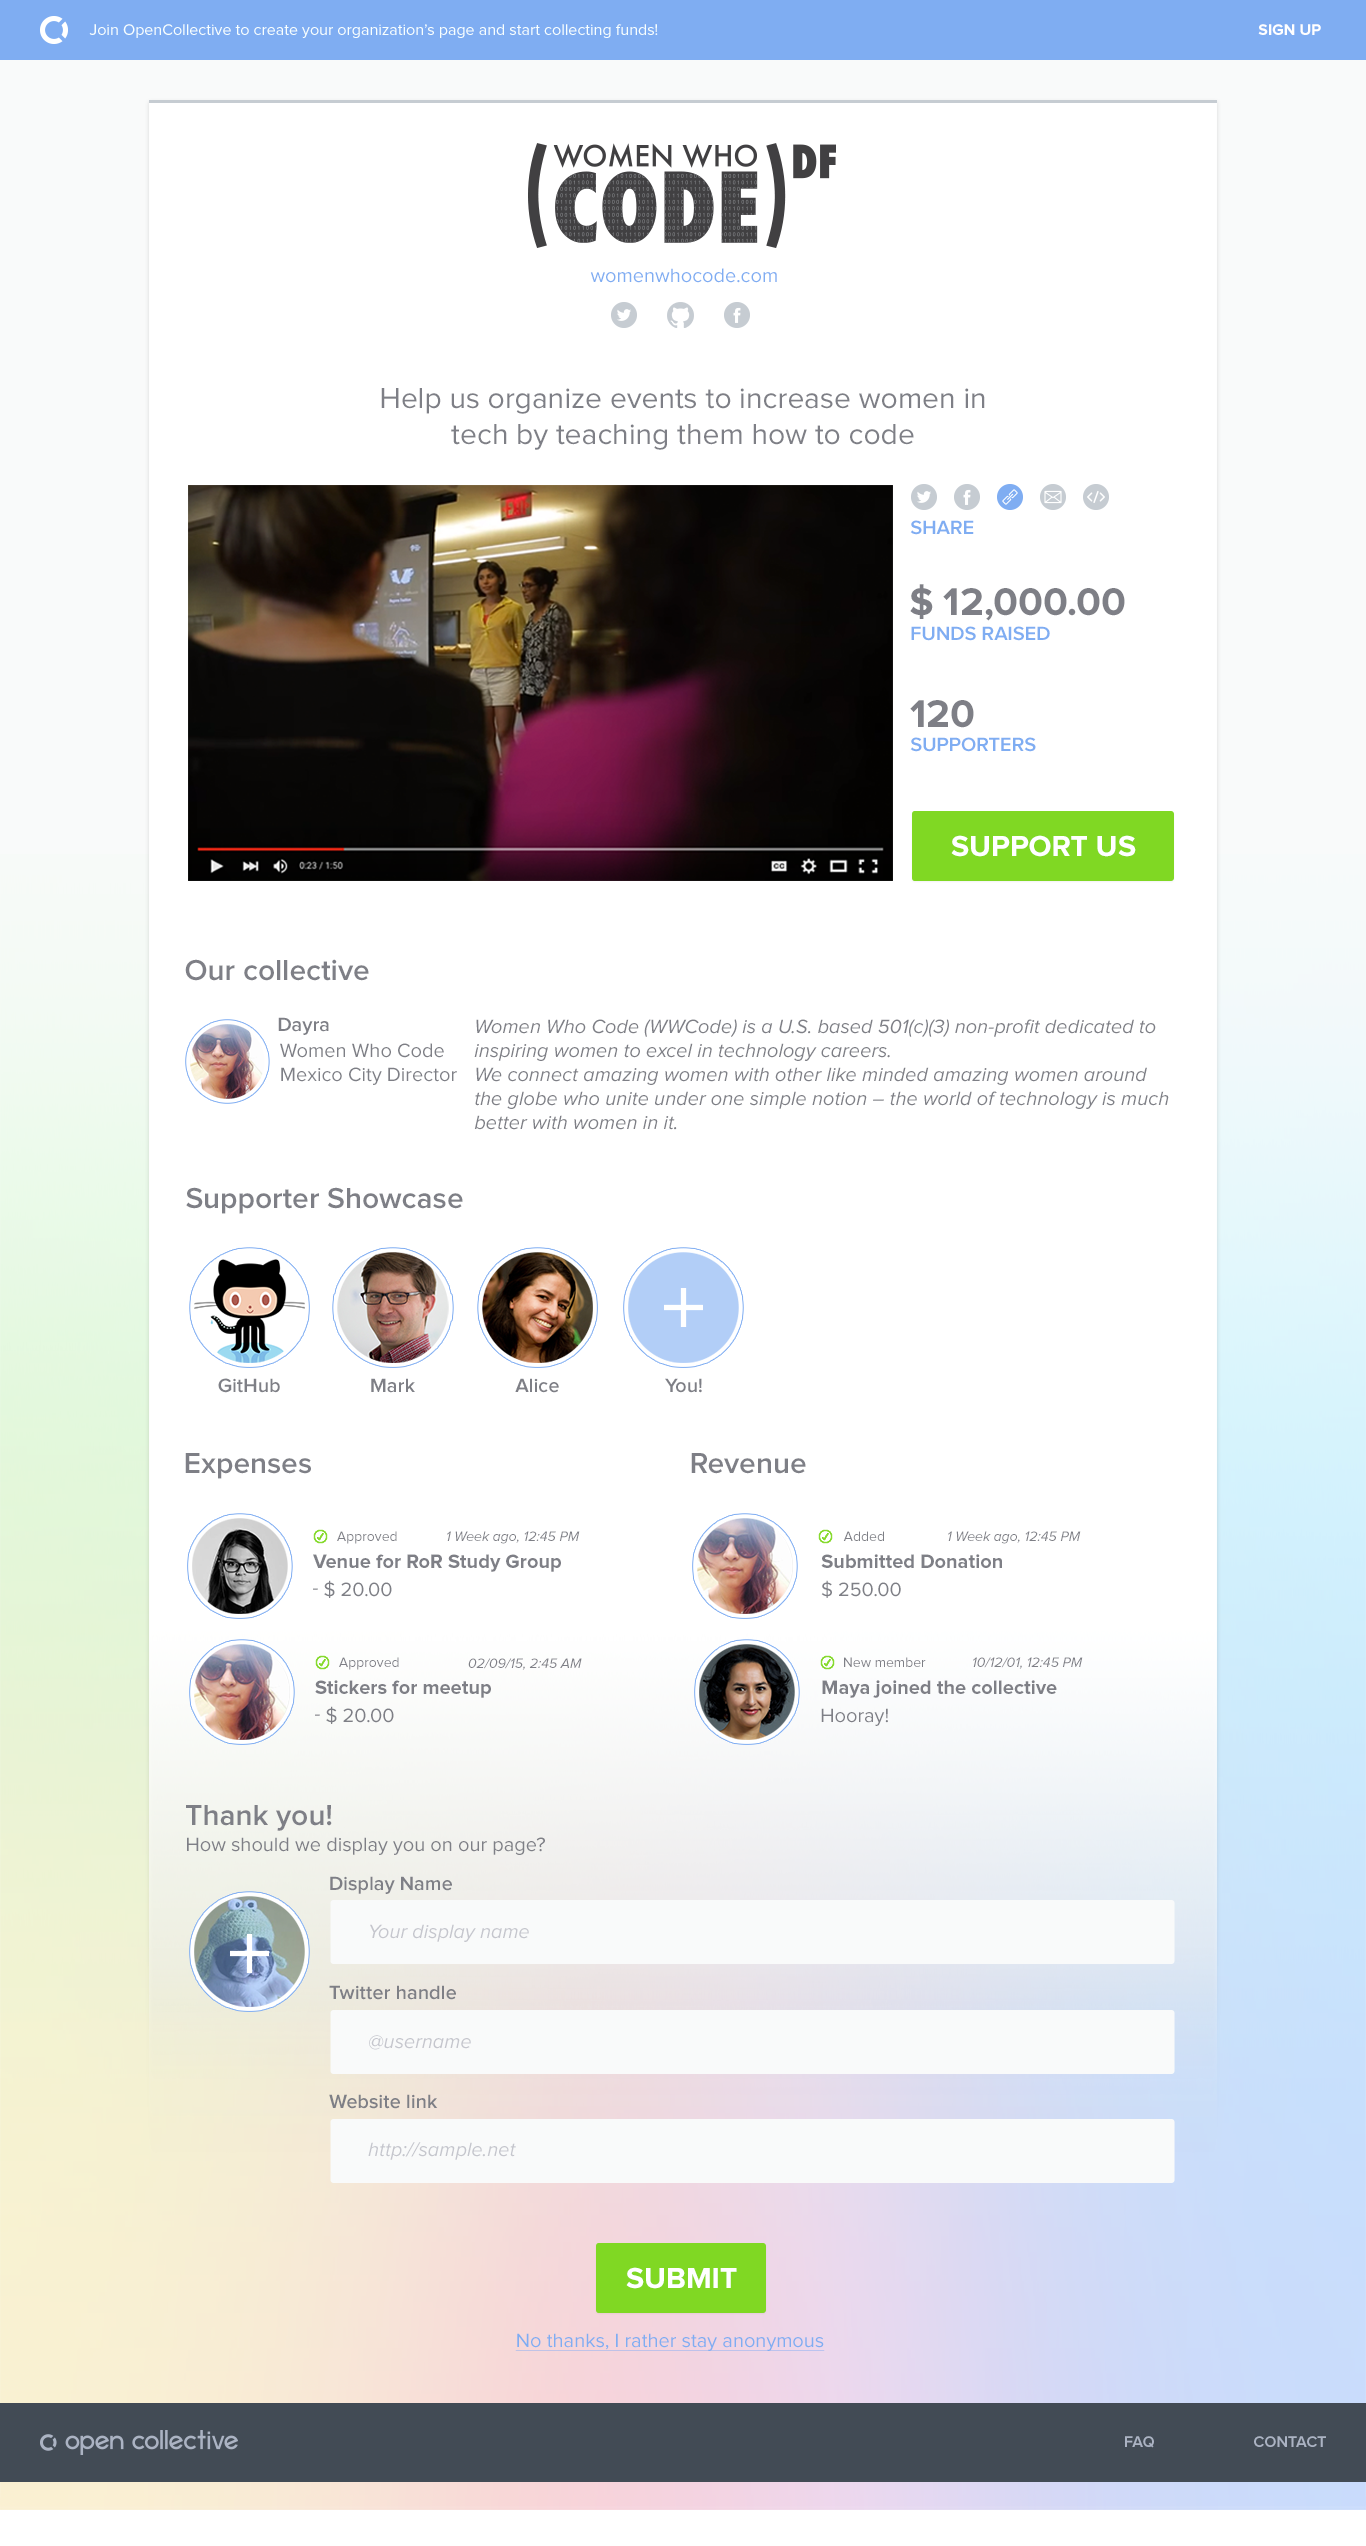 Join OpenCollective to create your organization's page and start collecting funds!
SIGN UP
(WOMEN WHO CODE) DF
womenwhocode.com
Help us organize events to increase women in
tech by teaching them how to code
EXIT
SHARE
$ 12,000.00
FUNDS RAISED
120
SUPPORTERS
0:23 / 1:50
CC
SUPPORT US
Our collective
Dayra
Women Who Code
Mexico City Director
Women Who Code (WWCode) is a U.S. based 501(c)(3) non-profit dedicated to
inspiring women to excel in technology careers.
We connect amazing women with other like minded amazing women around
the globe who unite under one simple notion – the world of technology is much
better with women in it.
Supporter Showcase
GitHub
Mark
Alice
You!
Expenses
Approved 1 Week ago, 12:45 PM
Venue for RoR Study Group
- $ 20.00
Approved 02/09/15, 2:45 AM
Stickers for meetup
- $ 20.00
Revenue
Added 1 Week ago, 12:45 PM
Submitted Donation
$ 250.00
New member 10/12/01, 12:45 PM
Maya joined the collective
Hooray!
Thank you!
How should we display you on our page?
Display Name
Your display name
Twitter handle
@username
Website link
http://sample.net
SUBMIT
No thanks, I rather stay anonymous
open collective
FAQ
CONTACT